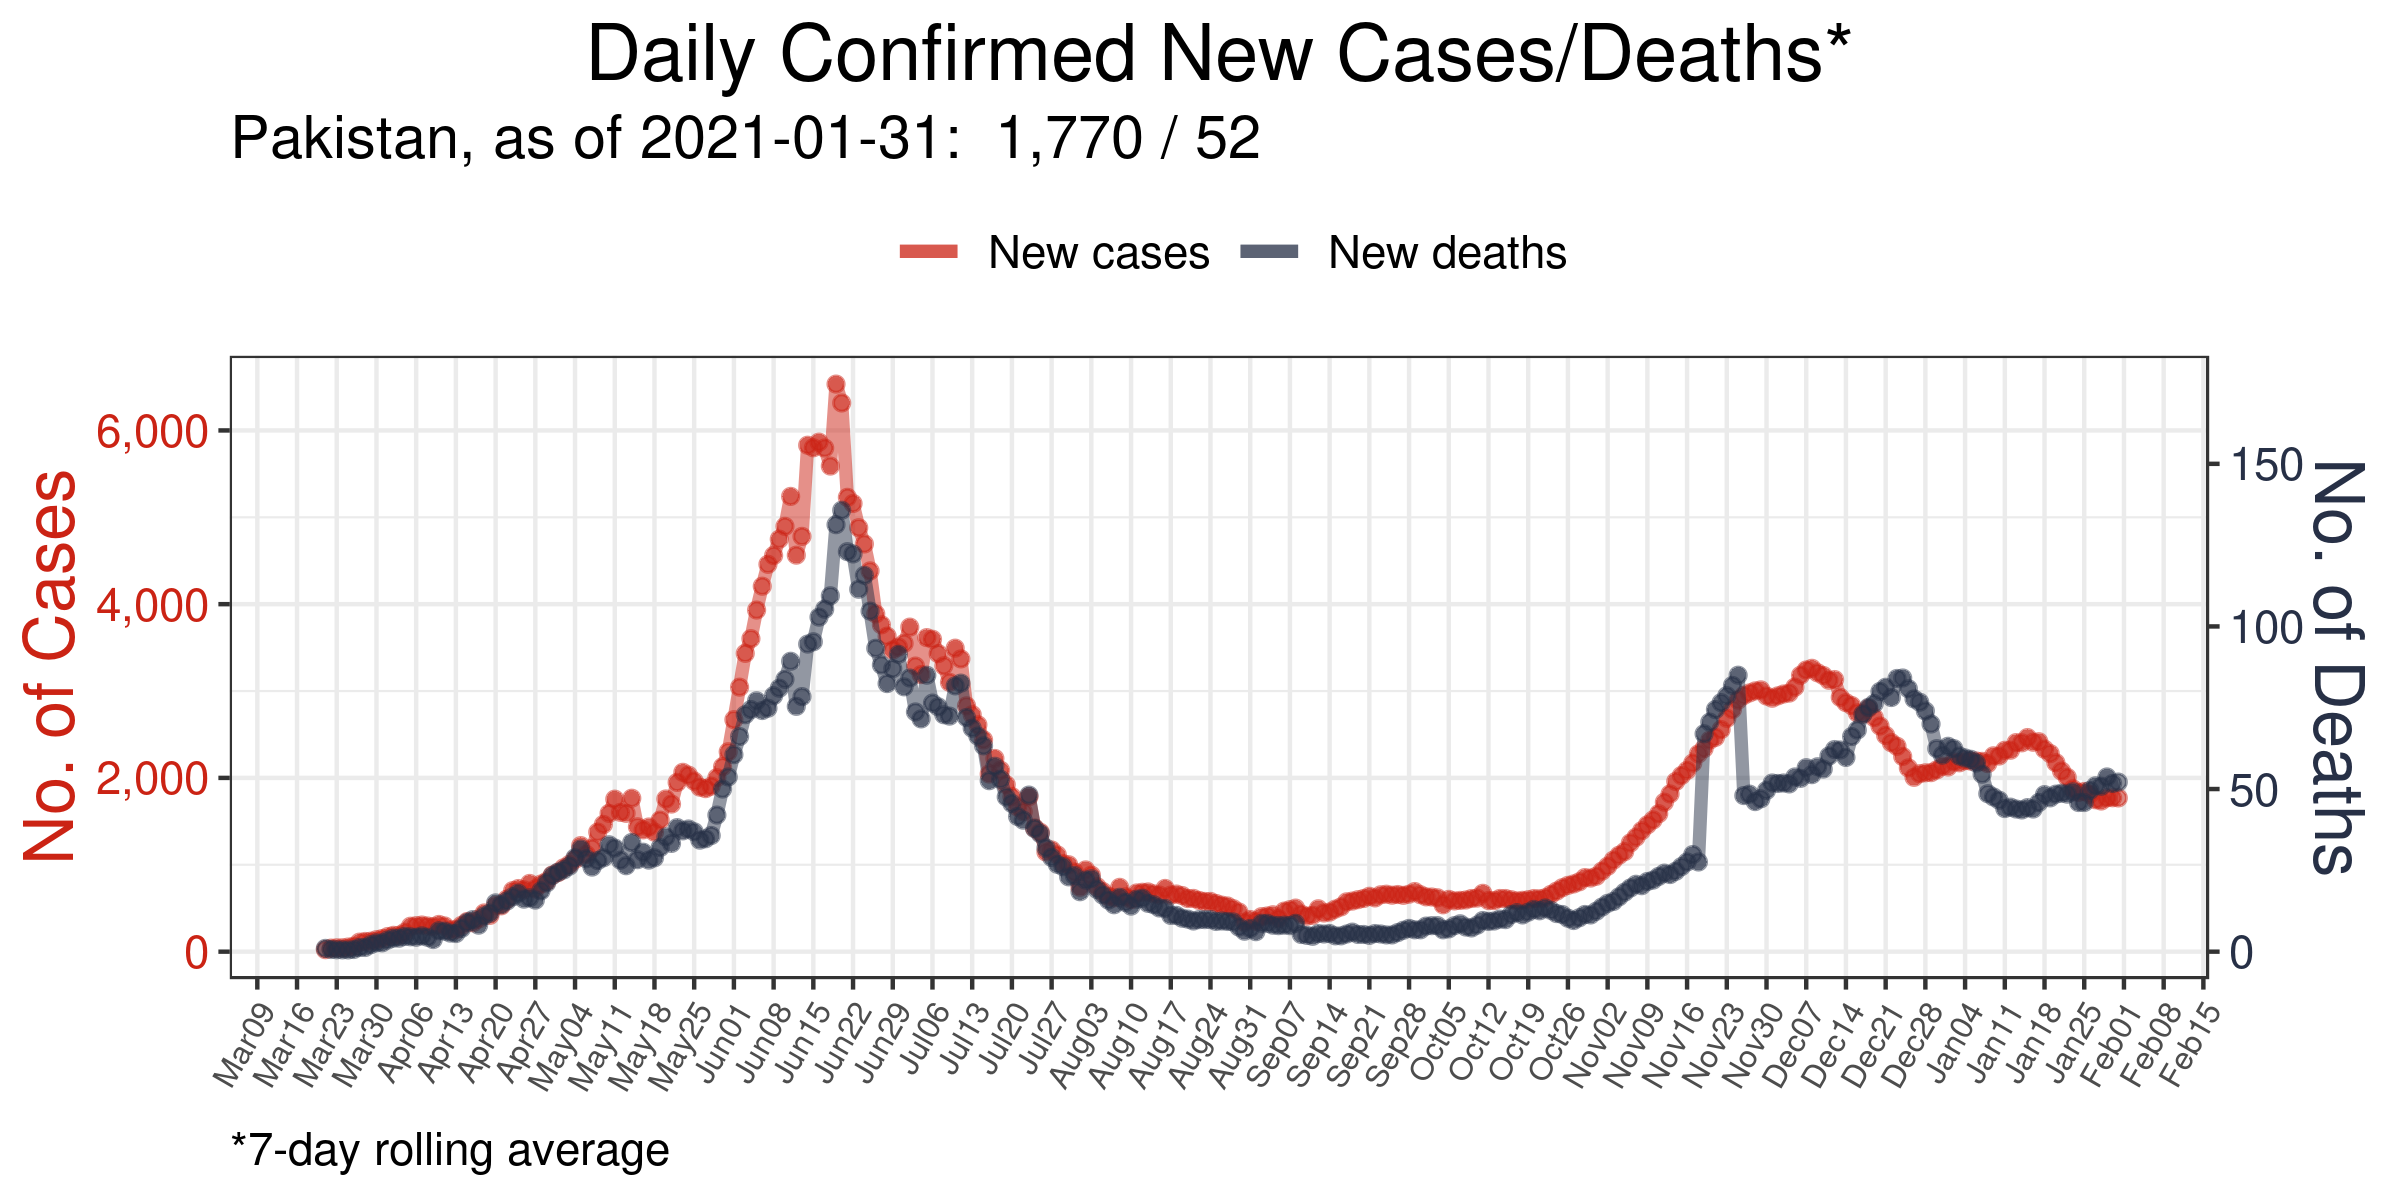 Daily Confirmed New Cases/Deaths*
Pakistan, as of 2021-01-31:  1,770 / 52
New cases
New deaths
No. of Cases
6,000
4,000
2,000
0
150
100
50
0
No. of Deaths
Mar09
Mar16
Mar23
Mar30
Apr06
Apr13
Apr20
Apr27
May04
May11
May18
May25
Jun01
Jun08
Jun15
Jun22
Jun29
Jul06
Jul13
Jul20
Jul27
Aug03
Aug10
Aug17
Aug24
Aug31
Sep07
Sep14
Sep21
Sep28
Oct05
Oct12
Oct19
Oct26
Nov02
Nov09
Nov16
Nov23
Nov30
Dec07
Dec14
Dec21
Dec28
Jan04
Jan11
Jan18
Jan25
Feb01
Feb08
Feb15
*7-day rolling average